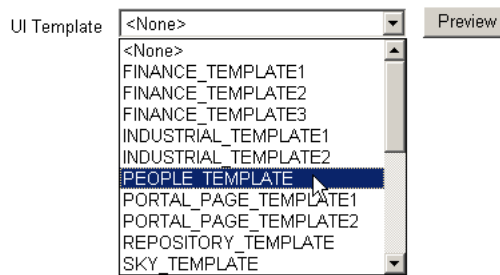 UI Template <None> Preview
<None>
FINANCE_TEMPLATE1
FINANCE_TEMPLATE2
FINANCE_TEMPLATE3
INDUSTRIAL_TEMPLATE1
INDUSTRIAL_TEMPLATE2
PEOPLE_TEMPLATE
PORTAL_PAGE_TEMPLATE1
PORTAL_PAGE_TEMPLATE2
REPOSITORY_TEMPLATE
SKY_TEMPLATE